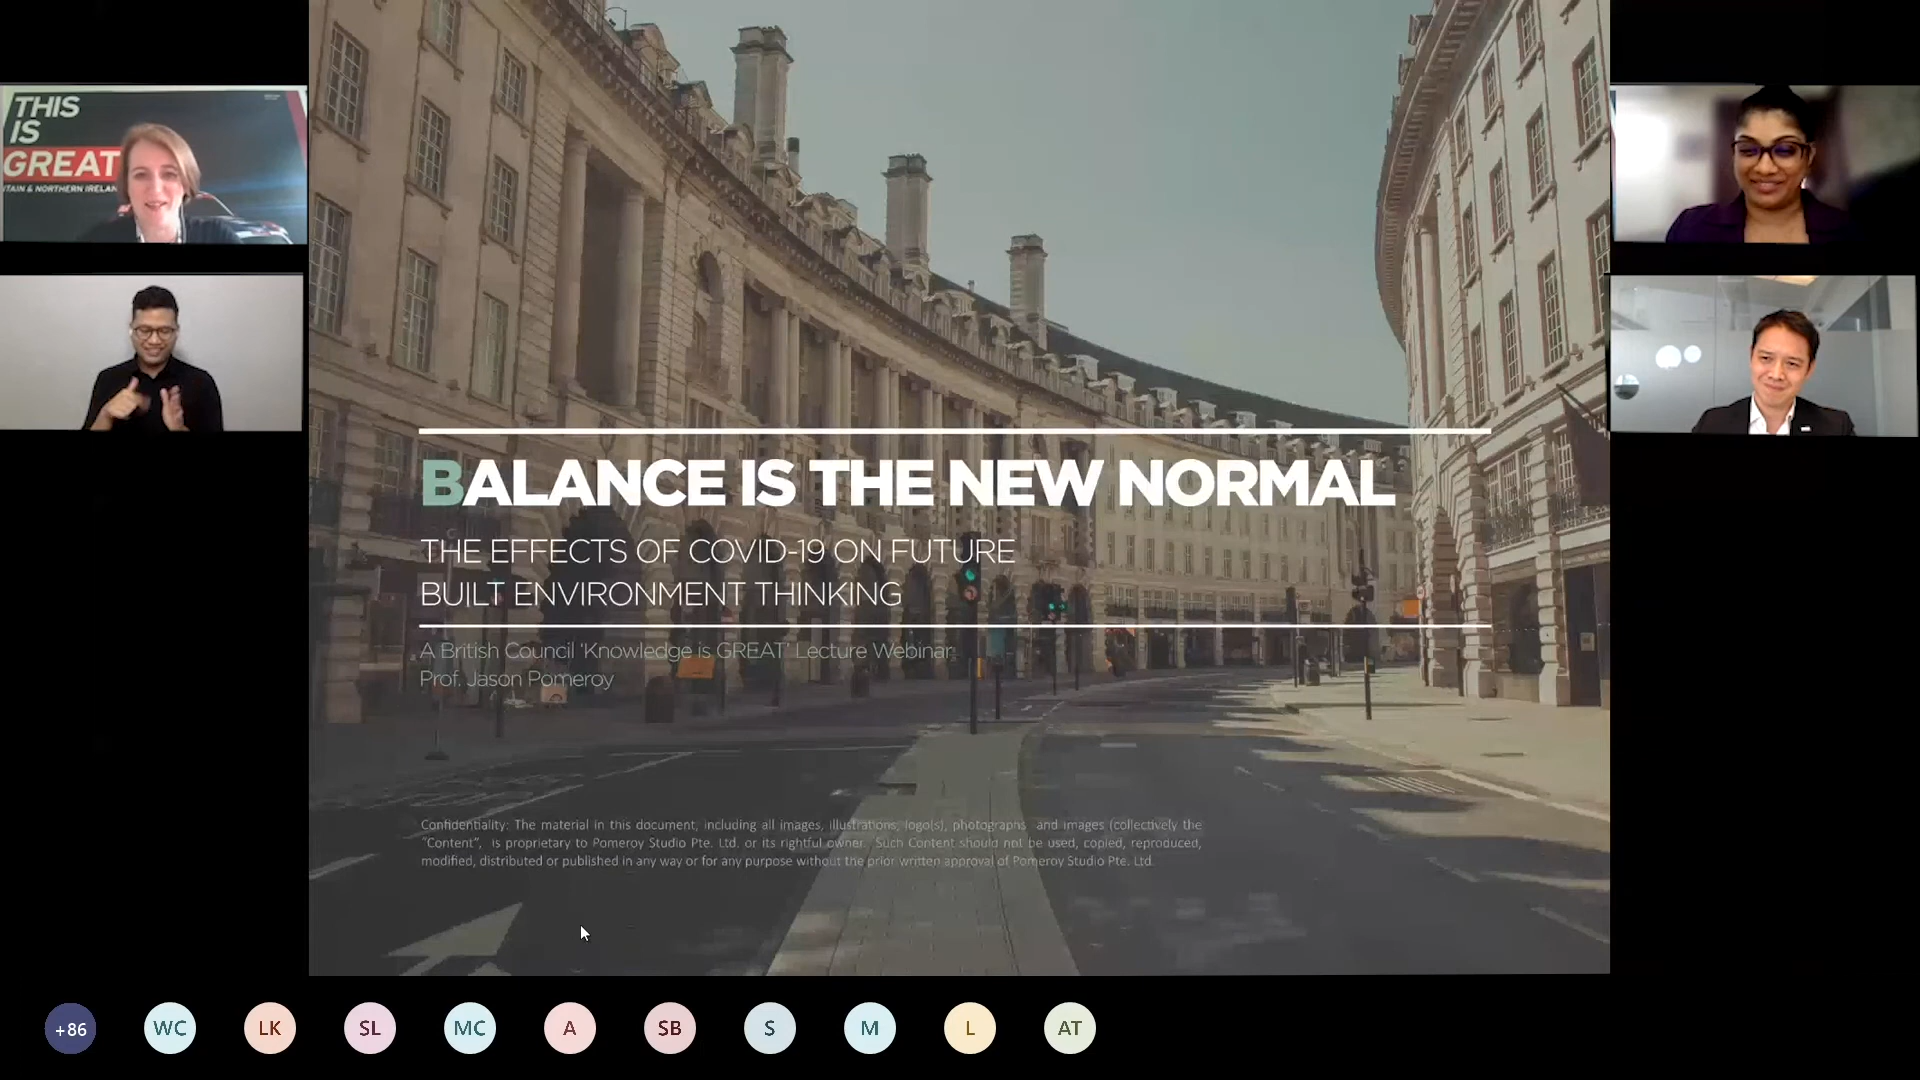 THIS
IS
GREAT
TAIN & NORTHERN IRELAN
BALANCE IS THE NEW NORMAL
THE EFFECTS OF COVID-19 ON FUTURE
BUILT ENVIRONMENT THINKING
A British Council ‘Knowledge is GREAT’ Lecture Webinar
Prof. Jason Pomeroy
Confidentiality: The material in this document, including all images, illustrations, logo(s), photographs and images (collectively the
“Content”, is proprietary to Pomeroy Studio Pte. Ltd. or its rightful owner. Such Content should not be used, copied, reproduced,
modified, distributed or published in any way or for any purpose without the prior written approval of Pomeroy Studio Pte. Ltd.
+86
WC
LK
SL
MC
A
SB
S
M
L
AT